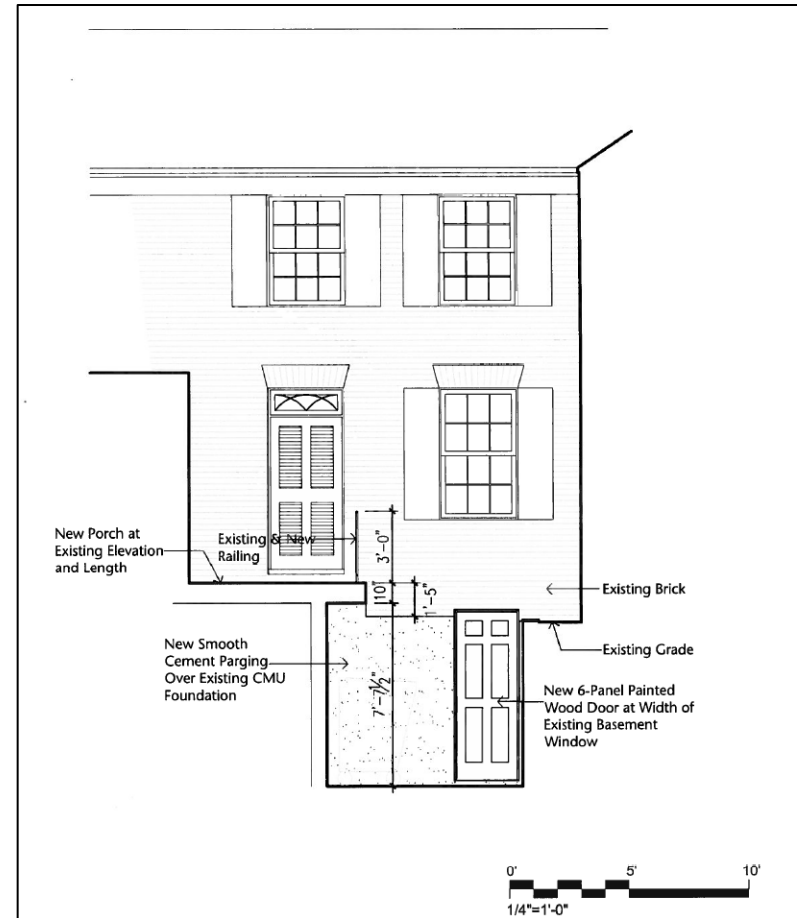 New Porch at
Existing Elevation
and Length
Existing & New
Railing
3'-0"
10"
1'-5"
7'-7½"
New Smooth
Cement Parging
Over Existing CMU
Foundation
Existing Brick
Existing Grade
New 6-Panel Painted
Wood Door at Width of
Existing Basement
Window
0' 5' 10'
1/4"=1'-0"